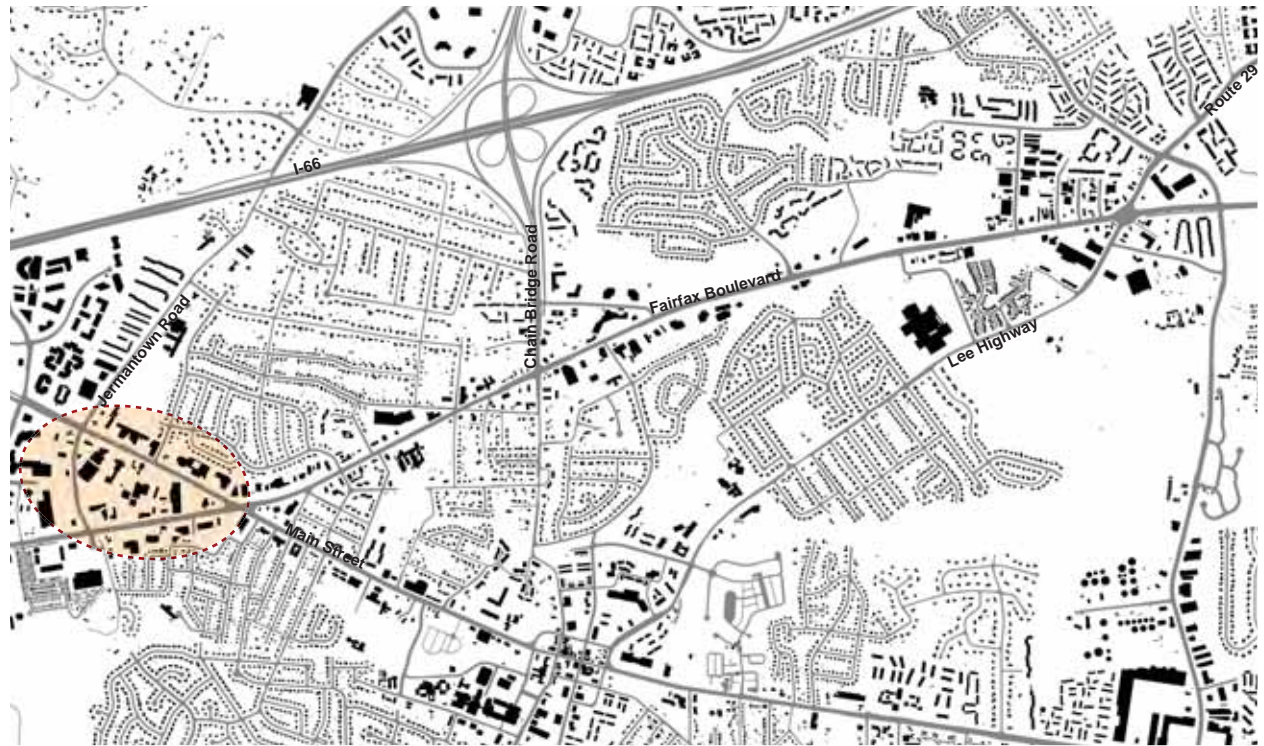 Route 29
I-66
Chain Bridge Road
Fairfax Boulevard
Jermantown Road
Lee Highway
Main Street